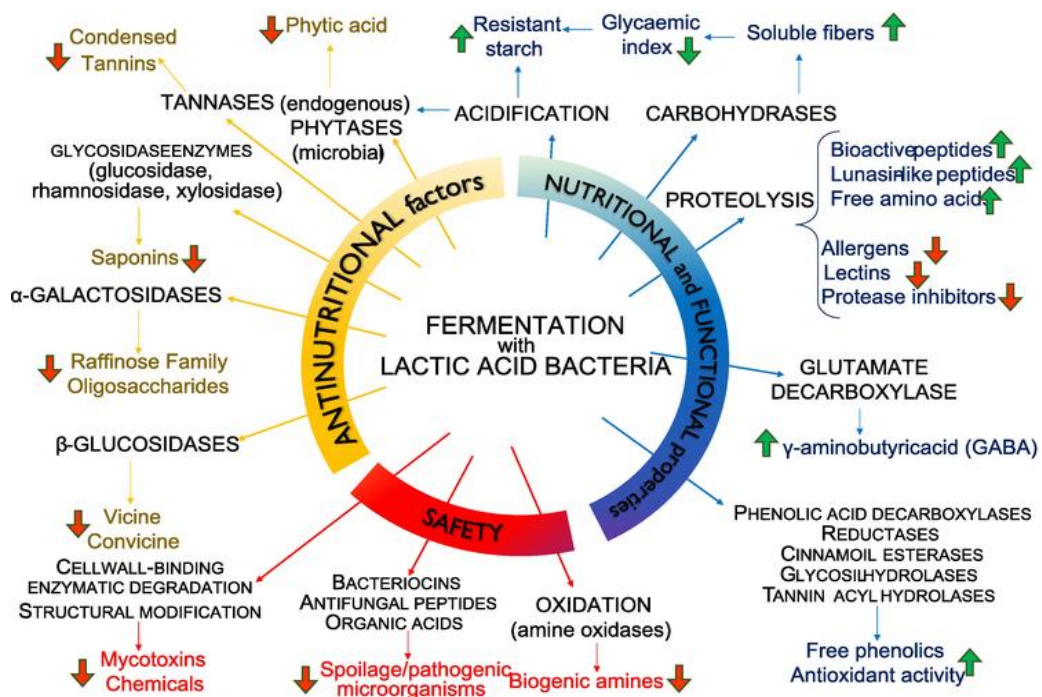 Condensed
Tannins
Phytic acid
Resistant
starch
Glycaemic
index
Soluble fibers
TANNASES (endogenous)
PHYTASES
(microbial)
ACIDIFICATION
CARBOHYDRASES
GLYCOSIDASEENZYMES
(glucosidase,
rhamnosidase, xylosidase)
PROTEOLYSIS
Bioactivepeptides
Lunasin-like peptides
Free amino acid
Allergens
Lectins
Protease inhibitors
Saponins
α-GALACTOSIDASES
Raffinose Family
Oligosaccharides
β-GLUCOSIDASES
Vicine
Convicine
ANTINUTRITIONAL factors
NUTRITIONAL and FUNCTIONAL properties
SAFETY
FERMENTATION
with
LACTIC ACID BACTERIA
GLUTAMATE
DECARBOXYLASE
γ-aminobutyricacid (GABA)
PHENOLIC ACID DECARBOXYLASES
REDUCTASES
CINNAMOIL ESTERASES
GLYCOSILHYDROLASES
TANNIN ACYL HYDROLASES
Free phenolics
Antioxidant activity
CELLWALL-BINDING
ENZYMATIC DEGRADATION
STRUCTURAL MODIFICATION
Mycotoxins
Chemicals
BACTERIOCINS
ANTIFUNGAL PEPTIDES
ORGANIC ACIDS
Spoilage/pathogenic
microorganisms
OXIDATION
(amine oxidases)
Biogenic amines